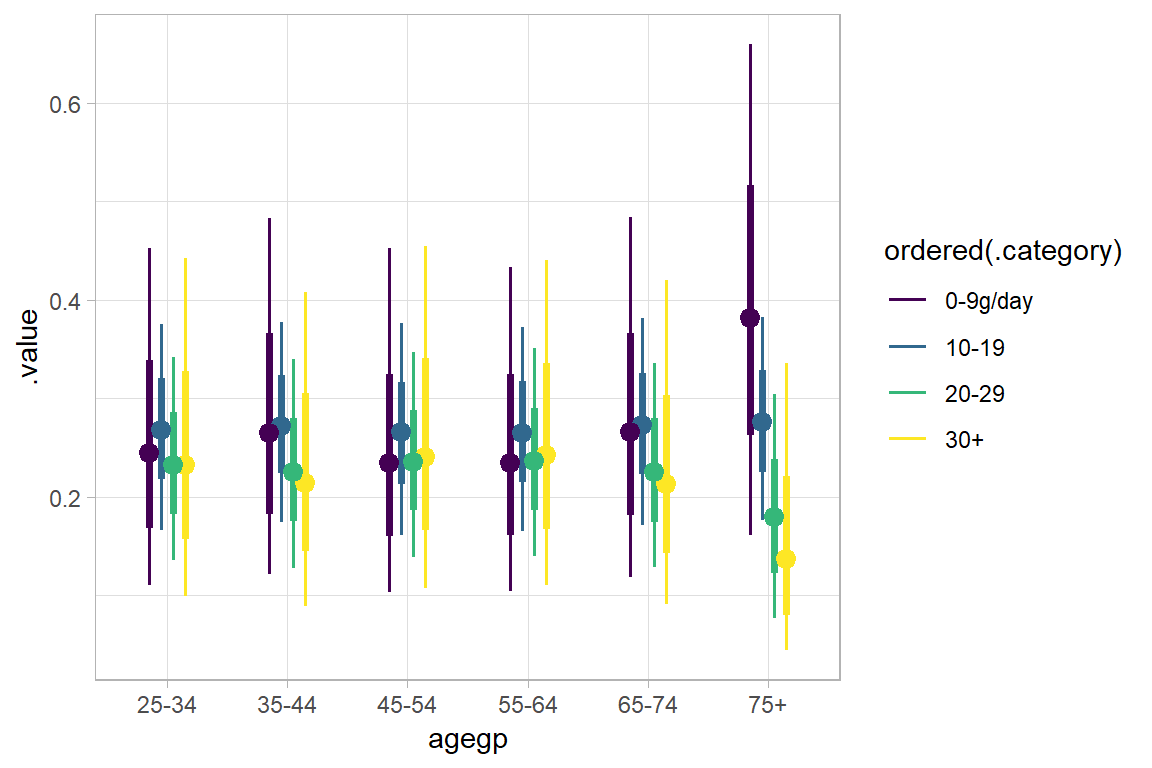 0.6
0.4
0.2
.value
25-34 35-44 45-54 55-64 65-74 75+
agegp
ordered(.category)
0-9g/day
10-19
20-29
30+